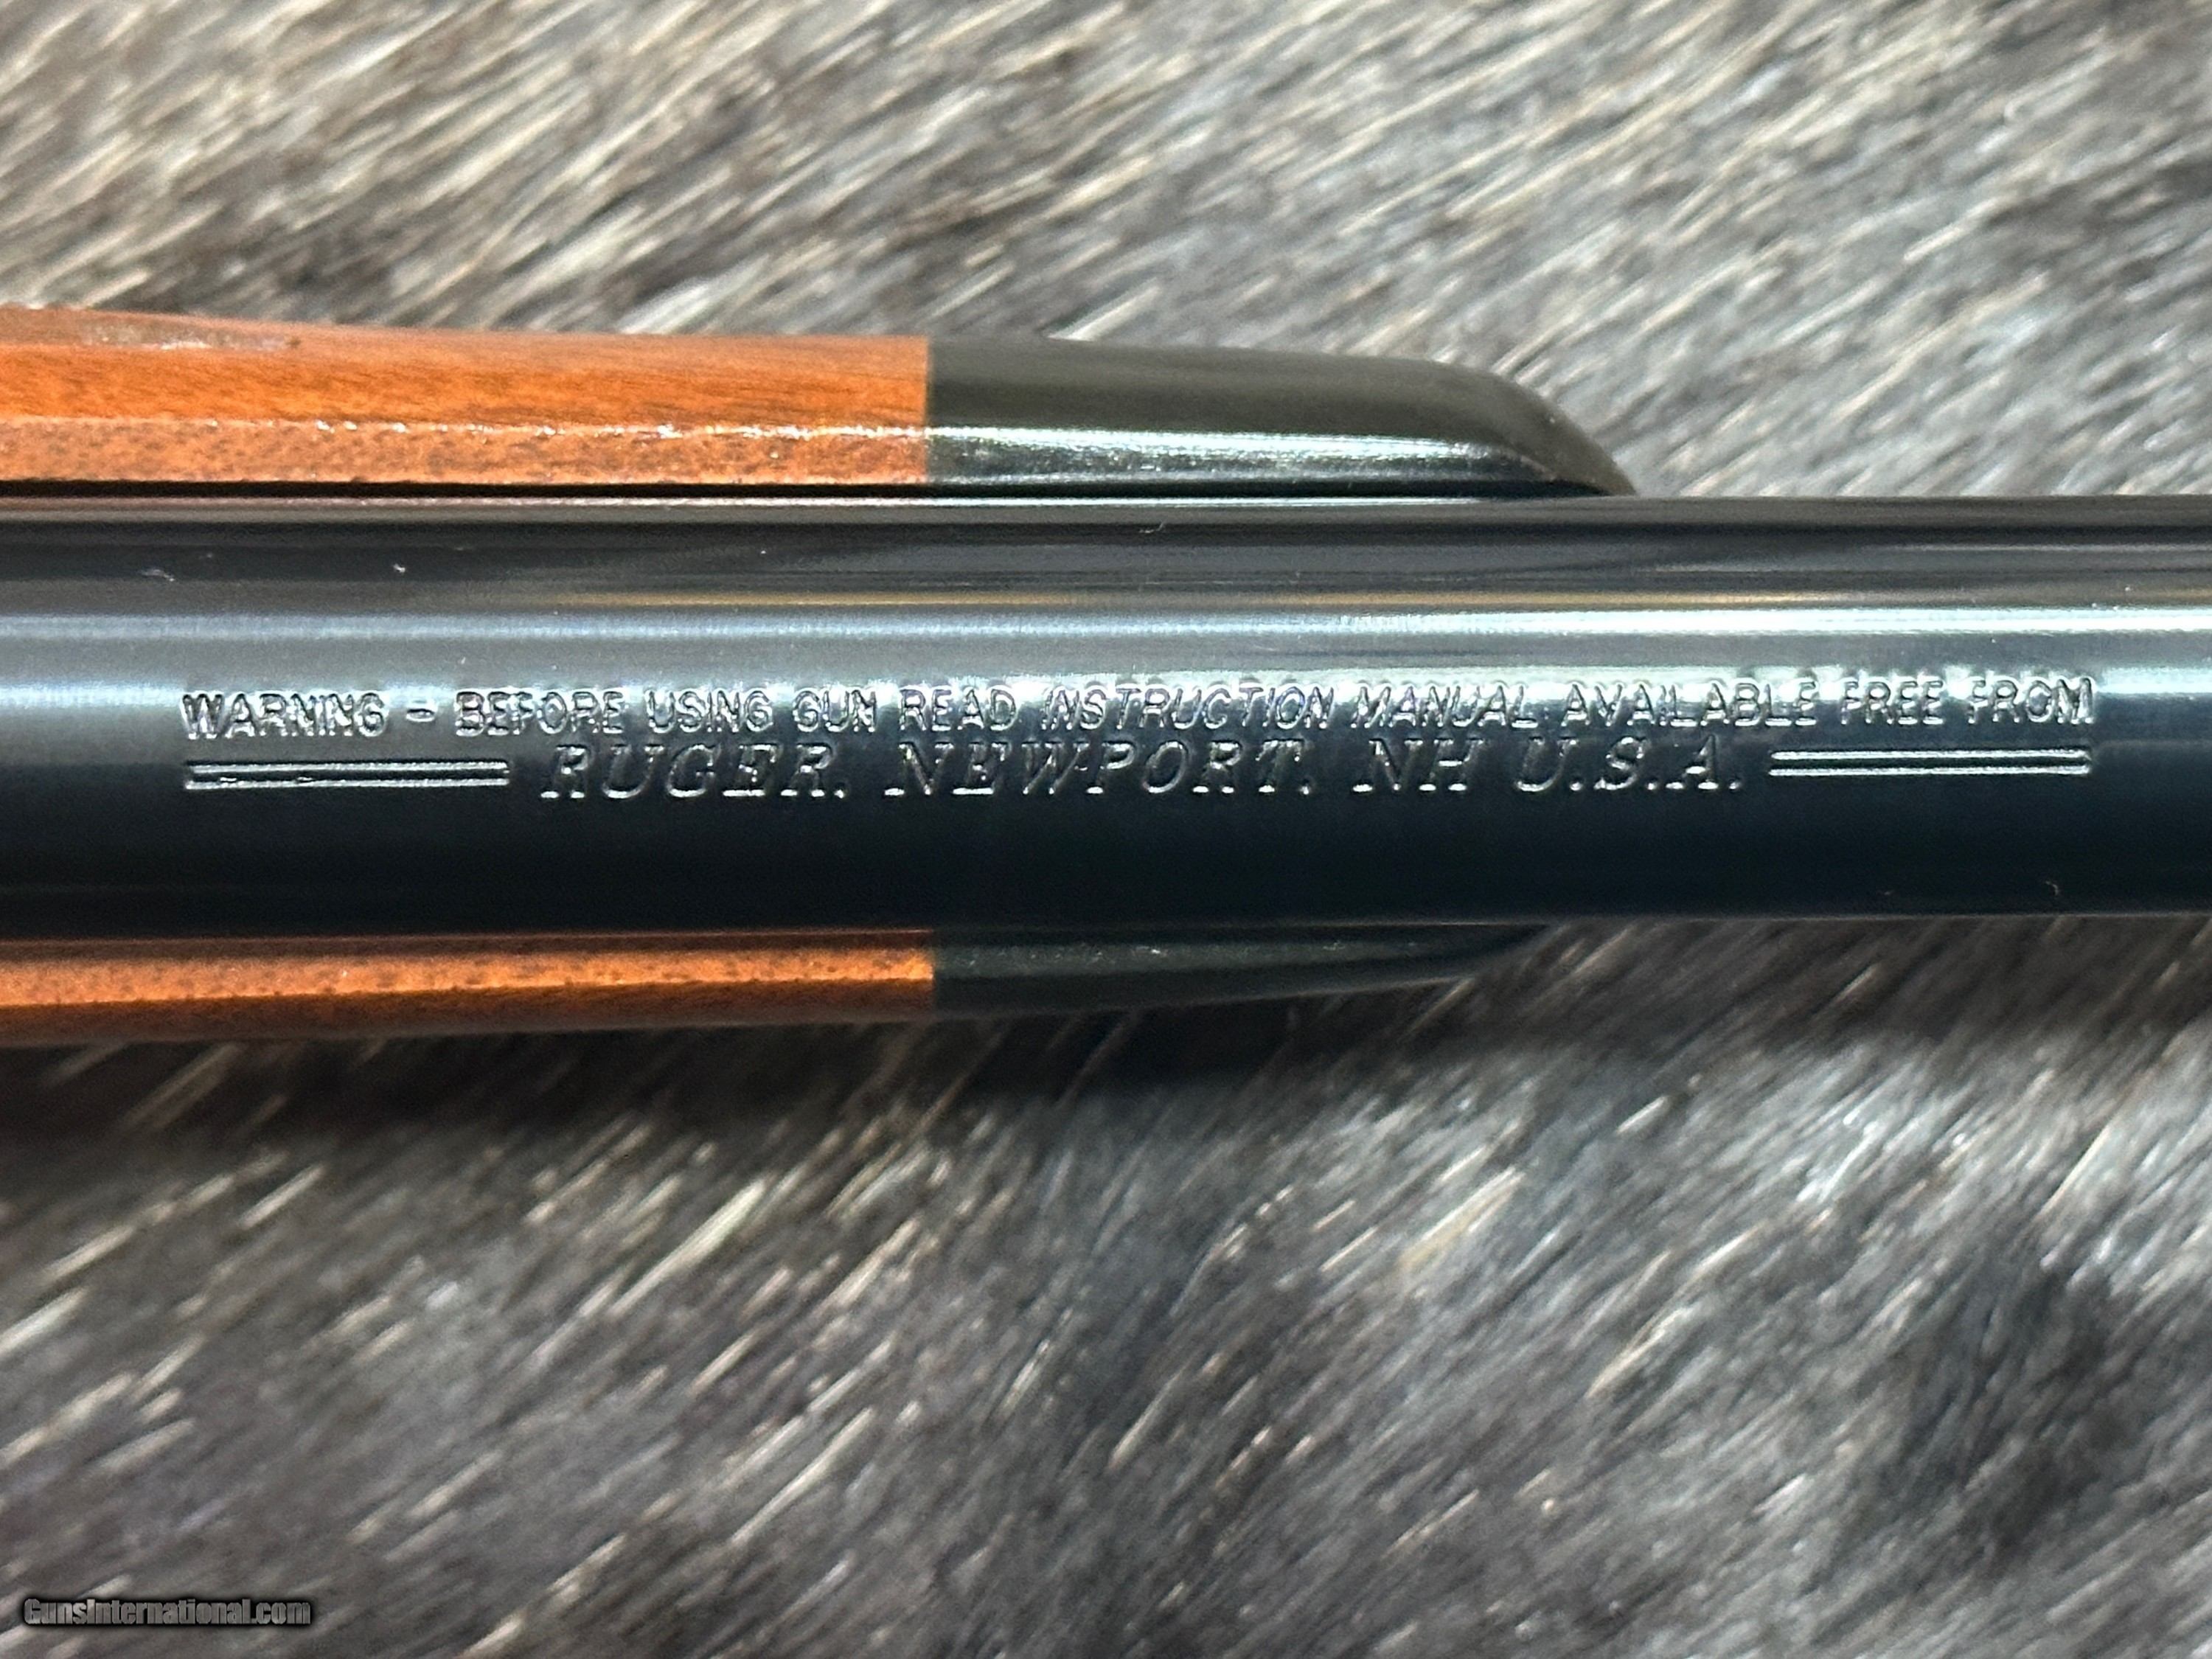 WARNING - BEFORE USING GUN READ INSTRUCTION MANUAL AVAILABLE FREE FROM
RUGER, NEWPORT, NH U.S.A.
GunsInternational.com